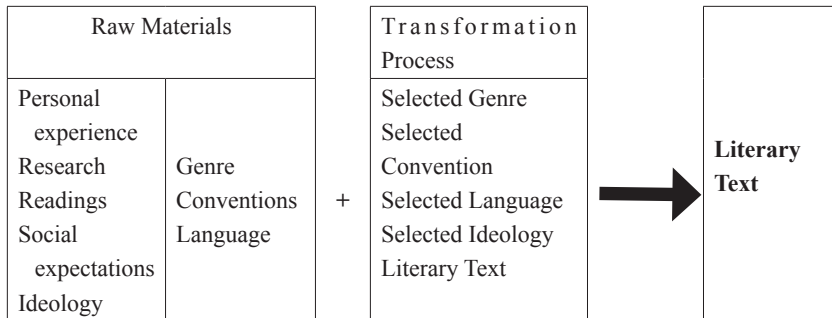 Raw Materials
Personal
experience
Research
Readings
Social
expectations
Ideology
Genre
Conventions
Language
+
Transformation
Process
Selected Genre
Selected
Convention
Selected Language
Selected Ideology
Literary Text
Literary
Text